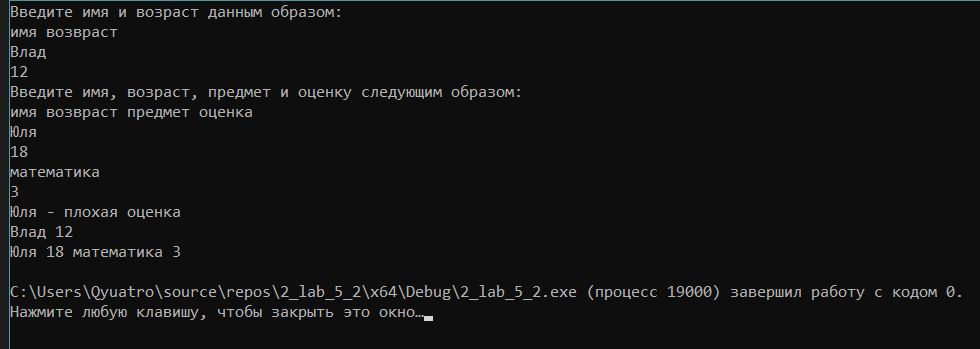 Введите имя и возраст данным образом:
имя возвраст
Влад
12
Введите имя, возраст, предмет и оценку следующим образом:
имя возвраст предмет оценка
Юля
18
математика
3
Юля - плохая оценка
Влад 12
Юля 18 математика 3
C:\Users\Qyuatro\source\repos\2_lab_5_2\x64\Debug\2_lab_5_2.exe (процесс 19000) завершил работу с кодом 0.
Нажмите любую клавишу, чтобы закрыть это окно…